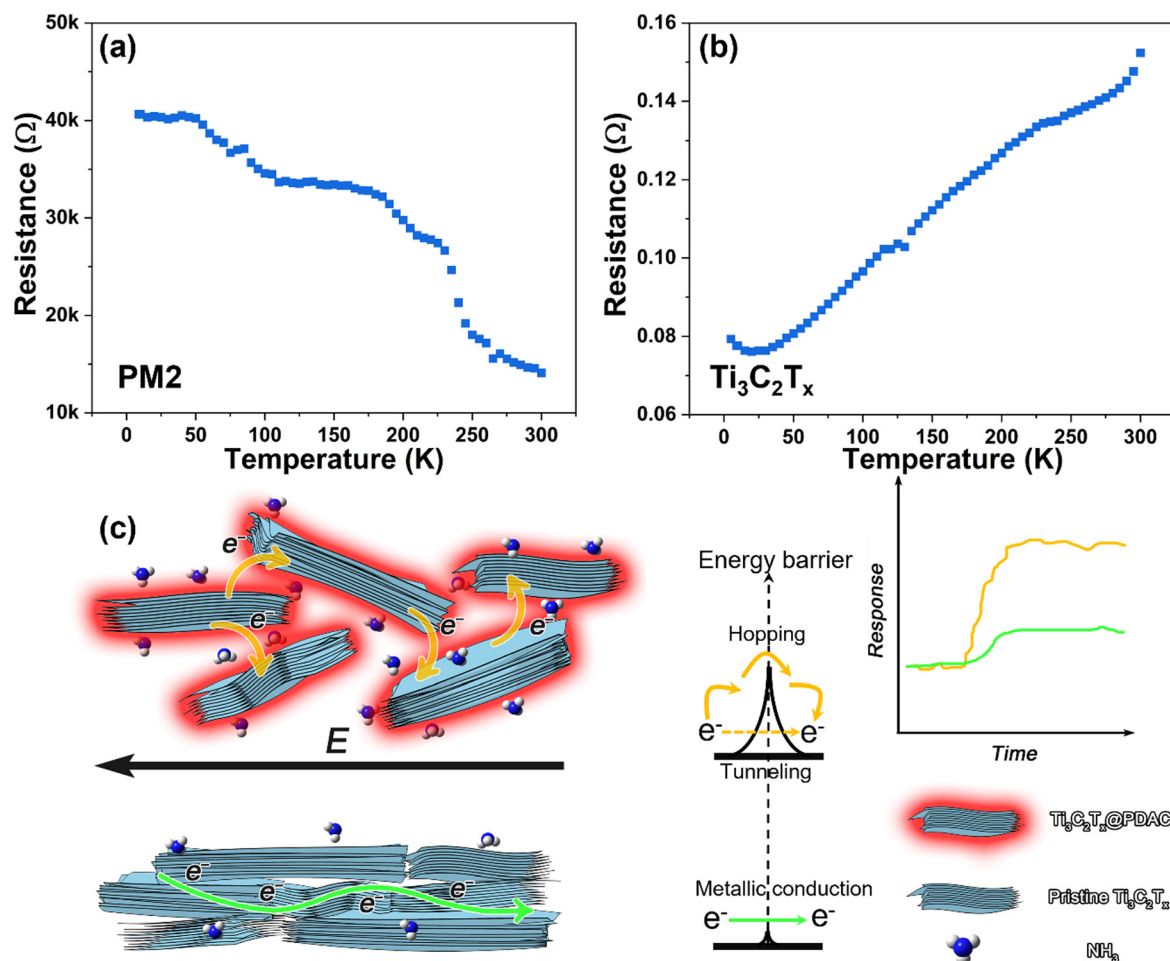 (a)
50k
40k
30k
20k
10k
Resistance (Ω)
PM2
0 50 100 150 200 250 300
Temperature (K)
(b)
0.16
0.14
0.12
0.10
0.08
0.06
Resistance (Ω)
Ti₃C₂Tₓ
0 50 100 150 200 250 300
Temperature (K)
(c)
e⁻
e⁻
e⁻
e⁻
E
e⁻
e⁻
e⁻
e⁻
Energy barrier
Hopping
e⁻ e⁻
Tunneling
Metallic conduction
e⁻ e⁻
Response
Time
Ti₃C₂Tₓ@PDAC
Pristine Ti₃C₂Tₓ
NH₃